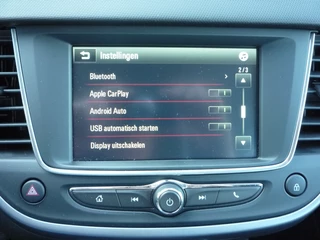 Instellingen
Bluetooth
2/3
Apple CarPlay
Android Auto
USB automatisch starten
Display uitschakelen